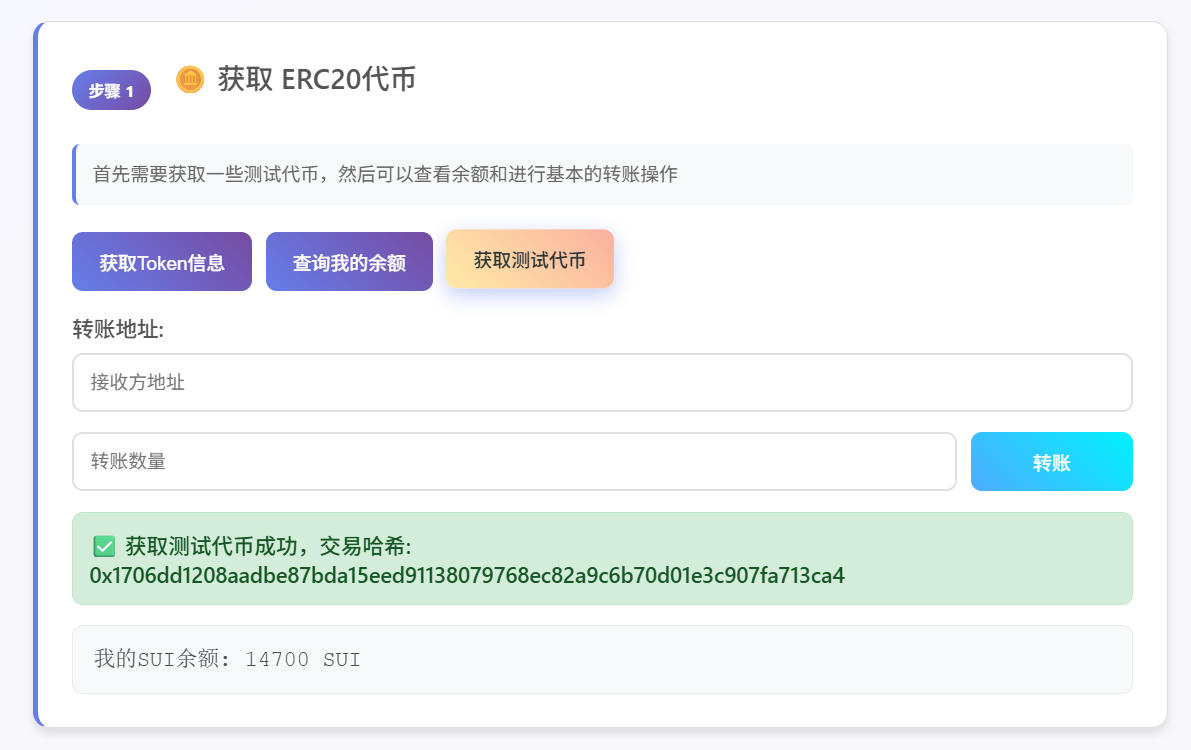 步骤 1
获取 ERC20代币
首先需要获取一些测试代币，然后可以查看余额和进行基本的转账操作
获取Token信息
查询我的余额
获取测试代币
转账地址:
接收方地址
转账数量
转账
获取测试代币成功，交易哈希:
0x1706dd1208aadbe87bda15eed91138079768ec82a9c6b70d01e3c907fa713ca4
我的SUI余额: 14700 SUI